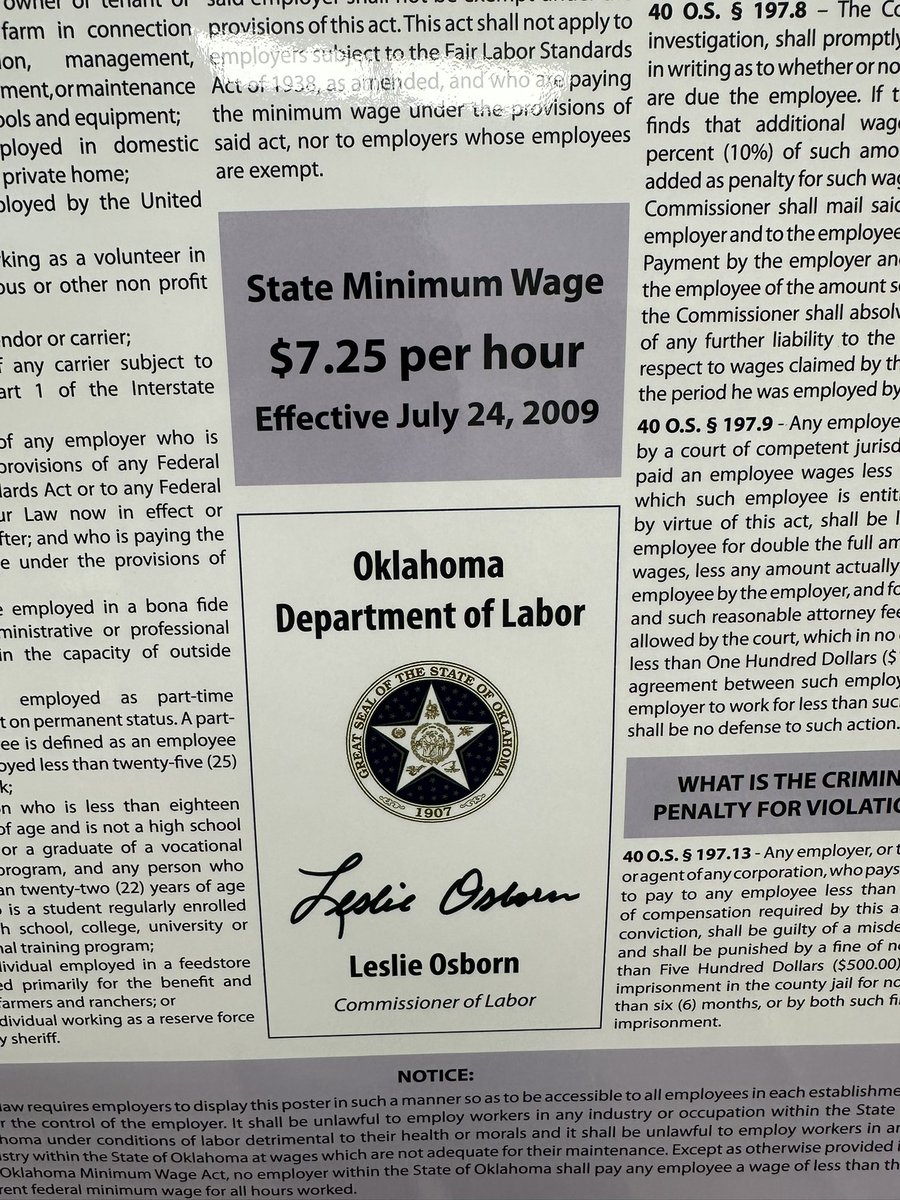 owner or tenant of
farm in connection
ion, management,
ment, or maintenance
ools and equipment;
ployed in domestic
private home;
ployed by the United
king as a volunteer in
ous or other non profit
endor or carrier;
f any carrier subject to
art 1 of the Interstate
of any employer who is
provisions of any Federal
dards Act or to any Federal
ur Law now in effect or
fter; and who is paying the
e under the provisions of
e employed in a bona fide
ministrative or professional
in the capacity of outside
employed as part-time
t on permanent status. A part-
ee is defined as an employee
oyed less than twenty-five (25)
k;
n who is less than eighteen
of age and is not a high school
or a graduate of a vocational
program, and any person who
an twenty-two (22) years of age
is a student regularly enrolled
h school, college, university or
nal training program;
dividual employed in a feedstore
ed primarily for the benefit and
farmers and ranchers; or
dividual working as a reserve force
y sheriff.
said employer shall not be exempt under the
provisions of this act. This act shall not apply to
employers subject to the Fair Labor Standards
Act of 1938, as amended, and who are paying
the minimum wage under the provisions of
said act, nor to employers whose employees
are exempt.
State Minimum Wage
$7.25 per hour
Effective July 24, 2009
Oklahoma
Department of Labor
GREAT SEAL OF THE STATE OF OKLAHOMA
1907
Leslie Osborn
Leslie Osborn
Commissioner of Labor
40 O.S. § 197.8 – The Co
investigation, shall promptly
in writing as to whether or no
are due the employee. If t
finds that additional wag
percent (10%) of such amo
added as penalty for such wag
Commissioner shall mail said
employer and to the employee
Payment by the employer an
the employee of the amount s
the Commissioner shall absolv
of any further liability to the
respect to wages claimed by th
the period he was employed by
40 O.S. § 197.9 - Any employe
by a court of competent jurisd
paid an employee wages less
which such employee is entit
by virtue of this act, shall be l
employee for double the full am
wages, less any amount actually
employee by the employer, and fo
and such reasonable attorney fee
allowed by the court, which in no
less than One Hundred Dollars ($
agreement between such employ
employer to work for less than suc
shall be no defense to such action.
WHAT IS THE CRIMIN
PENALTY FOR VIOLATIO
40 O.S. § 197.13 - Any employer, or t
or agent of any corporation, who pays
to pay to any employee less than
of compensation required by this a
conviction, shall be guilty of a misde
and shall be punished by a fine of no
than Five Hundred Dollars ($500.00)
imprisonment in the county jail for no
than six (6) months, or by both such fi
imprisonment.
NOTICE:
law requires employers to display this poster in such a manner so as to be accessible to all employees in each establishme
r the control of the employer. It shall be unlawful to employ workers in any industry or occupation within the State
homa under conditions of labor detrimental to their health or morals and it shall be unlawful to employ workers in an
stry within the State of Oklahoma at wages which are not adequate for their maintenance. Except as otherwise provided i
Oklahoma Minimum Wage Act, no employer within the State of Oklahoma shall pay any employee a wage of less than th
rent federal minimum wage for all hours worked.